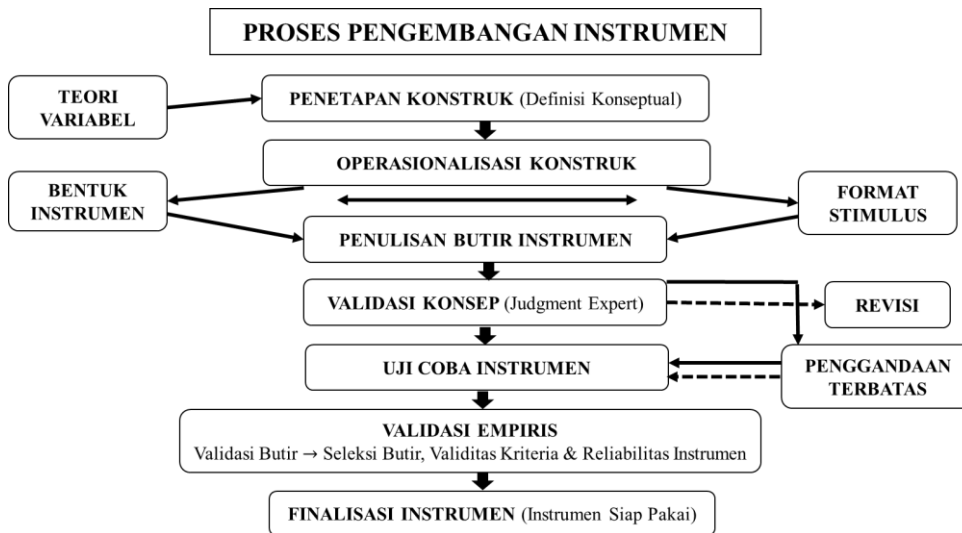 PROSES PENGEMBANGAN INSTRUMEN
TEORI
VARIABEL
PENETAPAN KONSTRUK (Definisi Konseptual)
OPERASIONALISASI KONSTRUK
BENTUK
INSTRUMEN
FORMAT
STIMULUS
PENULISAN BUTIR INSTRUMEN
VALIDASI KONSEP (Judgment Expert)
REVISI
UJI COBA INSTRUMEN
PENGGANDAAN
TERBATAS
VALIDASI EMPIRIS
Validasi Butir → Seleksi Butir, Validitas Kriteria & Reliabilitas Instrumen
FINALISASI INSTRUMEN (Instrumen Siap Pakai)